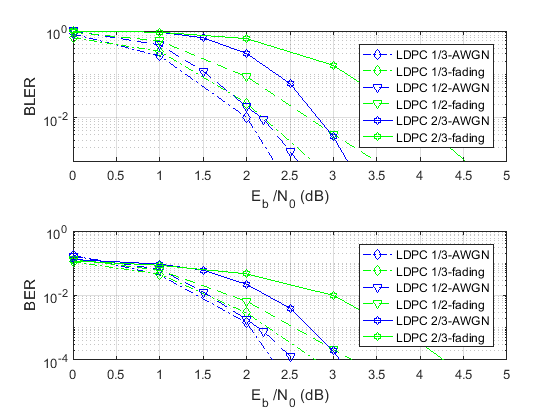 10^0
10^-2
BLER
0 0.5 1 1.5 2 2.5 3 3.5 4 4.5 5
E_b /N_0 (dB)
LDPC 1/3-AWGN
LDPC 1/3-fading
LDPC 1/2-AWGN
LDPC 1/2-fading
LDPC 2/3-AWGN
LDPC 2/3-fading
10^0
10^-2
10^-4
BER
0 0.5 1 1.5 2 2.5 3 3.5 4 4.5 5
E_b /N_0 (dB)
LDPC 1/3-AWGN
LDPC 1/3-fading
LDPC 1/2-AWGN
LDPC 1/2-fading
LDPC 2/3-AWGN
LDPC 2/3-fading